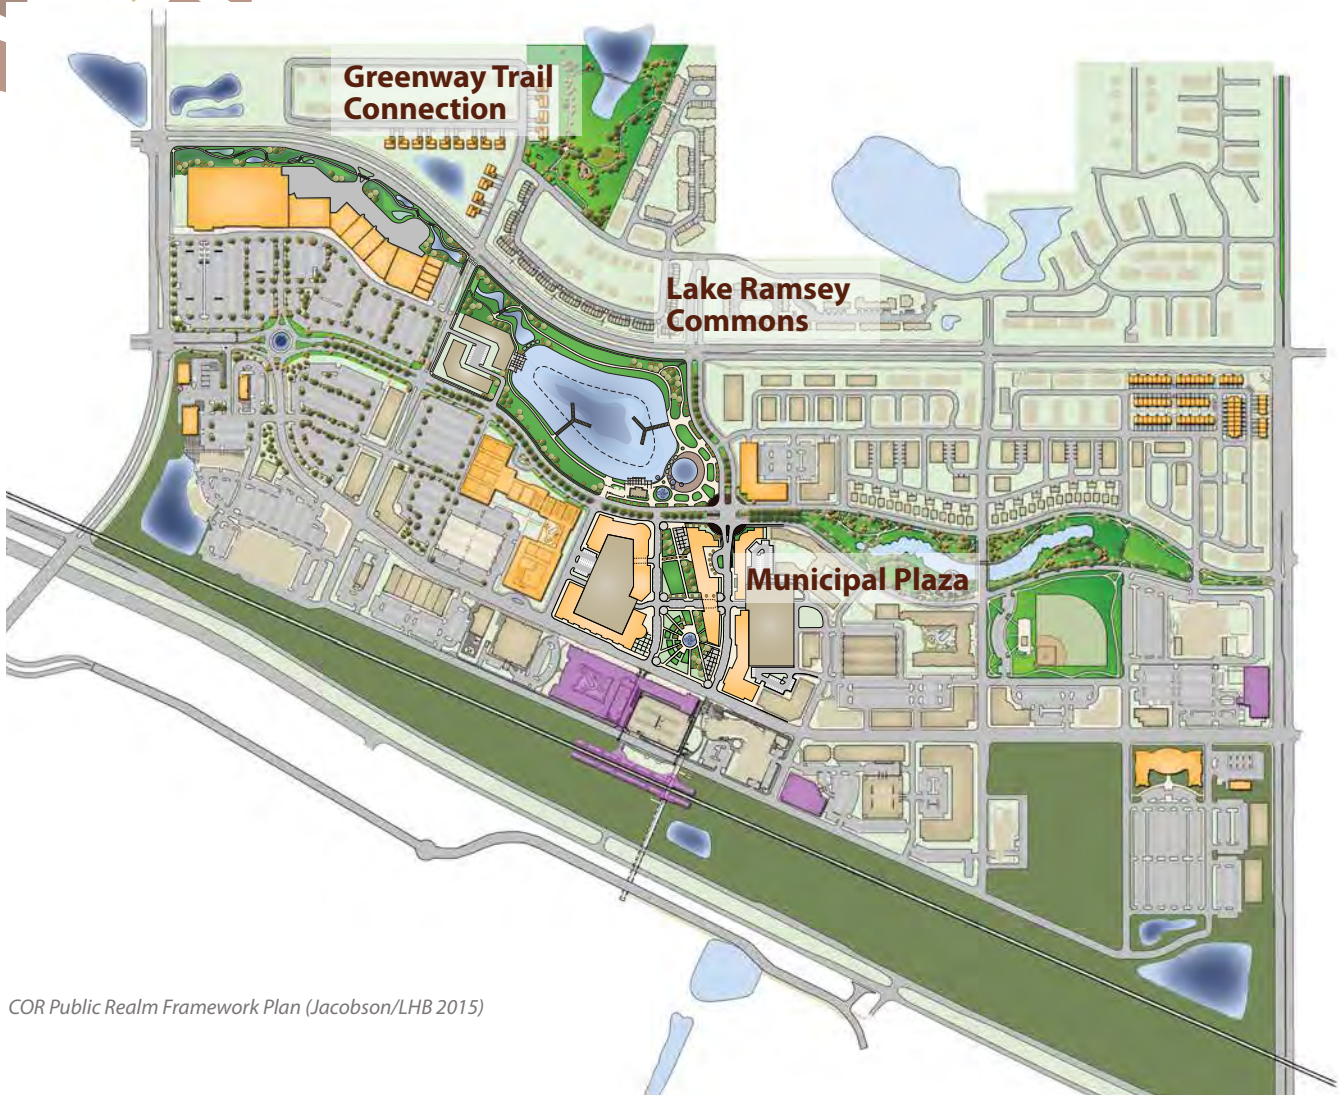 Greenway Trail
Connection
Lake Ramsey
Commons
Municipal Plaza
COR Public Realm Framework Plan (Jacobson/LHB 2015)